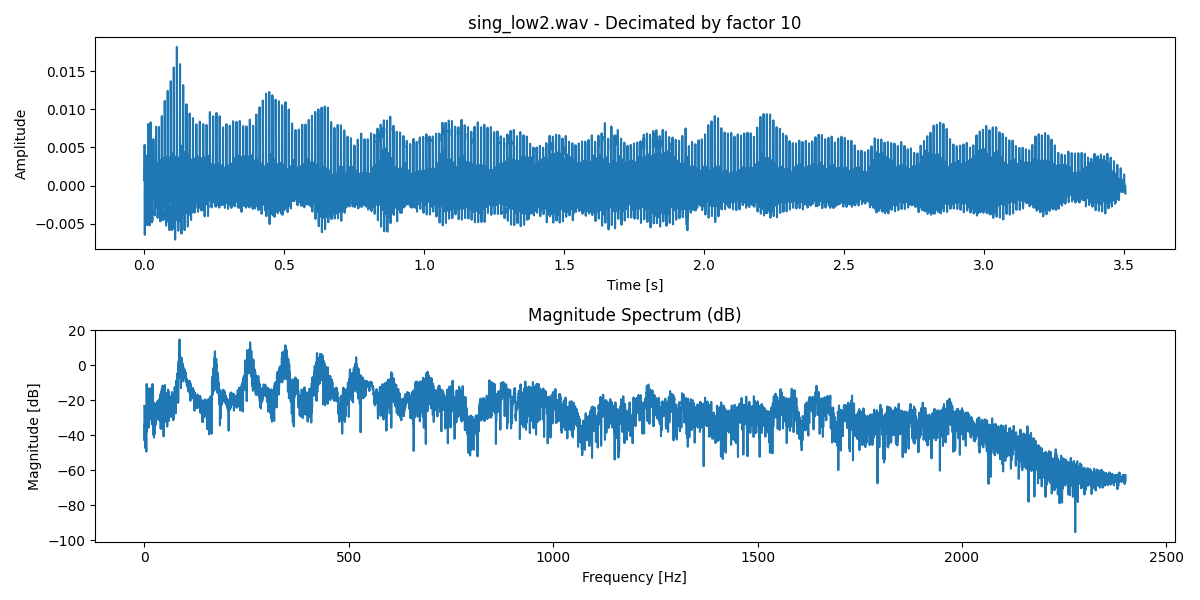 sing_low2.wav - Decimated by factor 10
0.015
0.010
0.005
0.000
−0.005
Amplitude
0.0 0.5 1.0 1.5 2.0 2.5 3.0 3.5
Time [s]
Magnitude Spectrum (dB)
20
0
−20
−40
−60
−80
−100
Magnitude [dB]
0 500 1000 1500 2000 2500
Frequency [Hz]